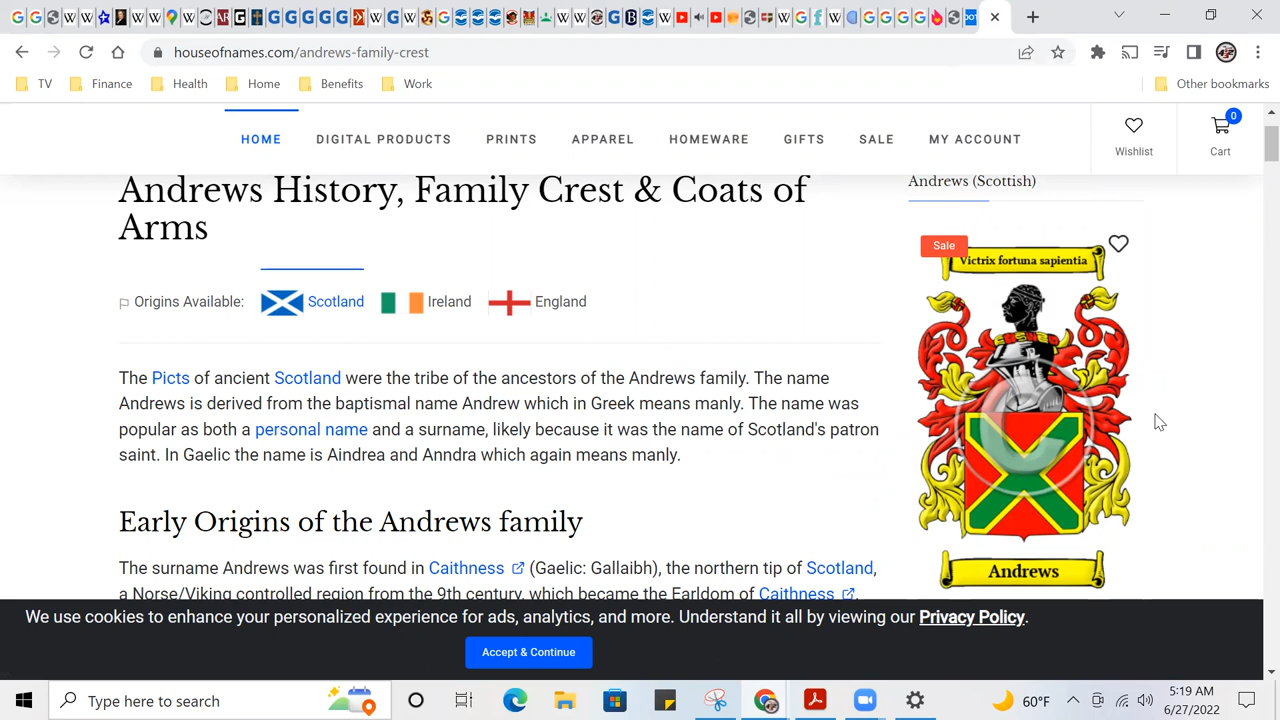 houseofnames.com/andrews-family-crest
TV Finance Health Home Benefits Work Other bookmarks
HOME DIGITAL PRODUCTS PRINTS APPAREL HOMEWARE GIFTS SALE MY ACCOUNT
Wishlist
0
Cart
Andrews History, Family Crest & Coats of
Arms
Origins Available: Scotland Ireland England
The Picts of ancient Scotland were the tribe of the ancestors of the Andrews family. The name
Andrews is derived from the baptismal name Andrew which in Greek means manly. The name was
popular as both a personal name and a surname, likely because it was the name of Scotland's patron
saint. In Gaelic the name is Aindrea and Anndra which again means manly.
Early Origins of the Andrews family
The surname Andrews was first found in Caithness (Gaelic: Gallaibh), the northern tip of Scotland,
a Norse/Viking controlled region from the 9th century, which became the Earldom of Caithness.
Andrews (Scottish)
Sale
Victrix fortuna sapientia
C
Andrews
We use cookies to enhance your personalized experience for ads, analytics, and more. Understand it all by viewing our Privacy Policy.
Accept & Continue
Type here to search
60°F
5:19 AM
6/27/2022